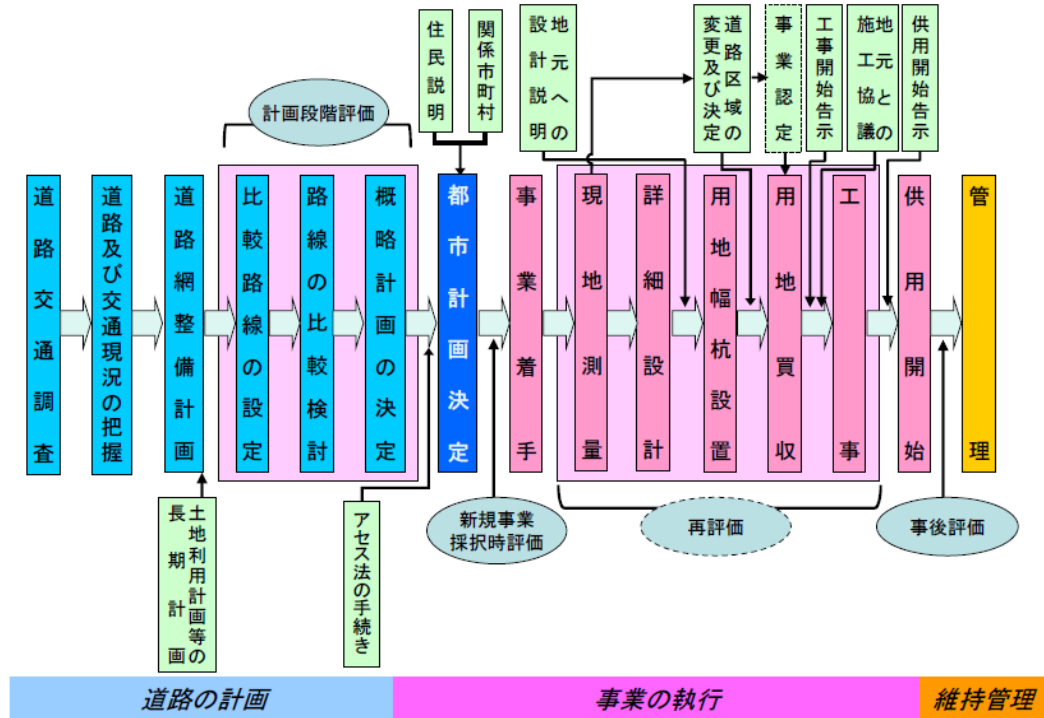 住民説明
関係市町村
地元への
設計説明
道路区域の
変更及び決定
事業認定
工事開始告示
地元との
施工協議
供用開始告示
計画段階評価
道路交通調査
道路及び交通現況の把握
道路網整備計画
比較路線の設定
路線の比較検討
概略計画の決定
都市計画決定
事業着手
現地測量
詳細設計
用地幅杭設置
用地買収
工事
供用開始
管理
土地利用計画等の
長期計画
アセス法の手続き
新規事業
採択時評価
再評価
事後評価
道路の計画
事業の執行
維持管理